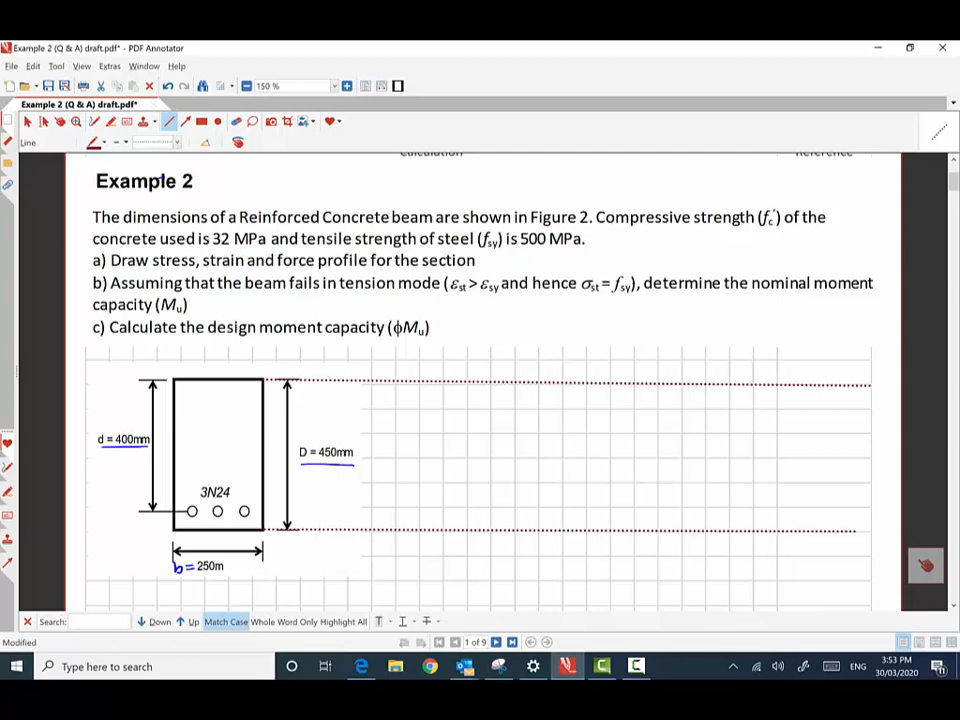 Example 2 (Q & A) draft.pdf* - PDF Annotator
File Edit Tool View Extras Window Help
150 %
Example 2 (Q & A) draft.pdf*
Line
Calculation Reference
Example 2
The dimensions of a Reinforced Concrete beam are shown in Figure 2. Compressive strength (fc′) of the
concrete used is 32 MPa and tensile strength of steel (fsy) is 500 MPa.
a) Draw stress, strain and force profile for the section
b) Assuming that the beam fails in tension mode (εst > εsy and hence σst = fsy), determine the nominal moment
capacity (Mu)
c) Calculate the design moment capacity (ϕMu)
d = 400mm
D = 450mm
3N24
b = 250m
Search: Down Up Match Case Whole Word Only Highlight All
Modified
1 of 9
Type here to search
ENG
3:53 PM
30/03/2020
11